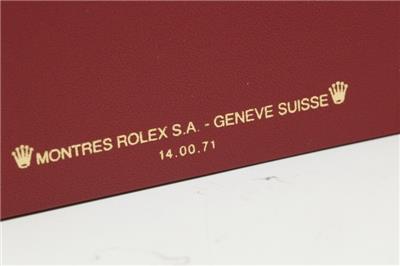 MONTRES ROLEX S.A. - GENEVE SUISSE
14.00.71